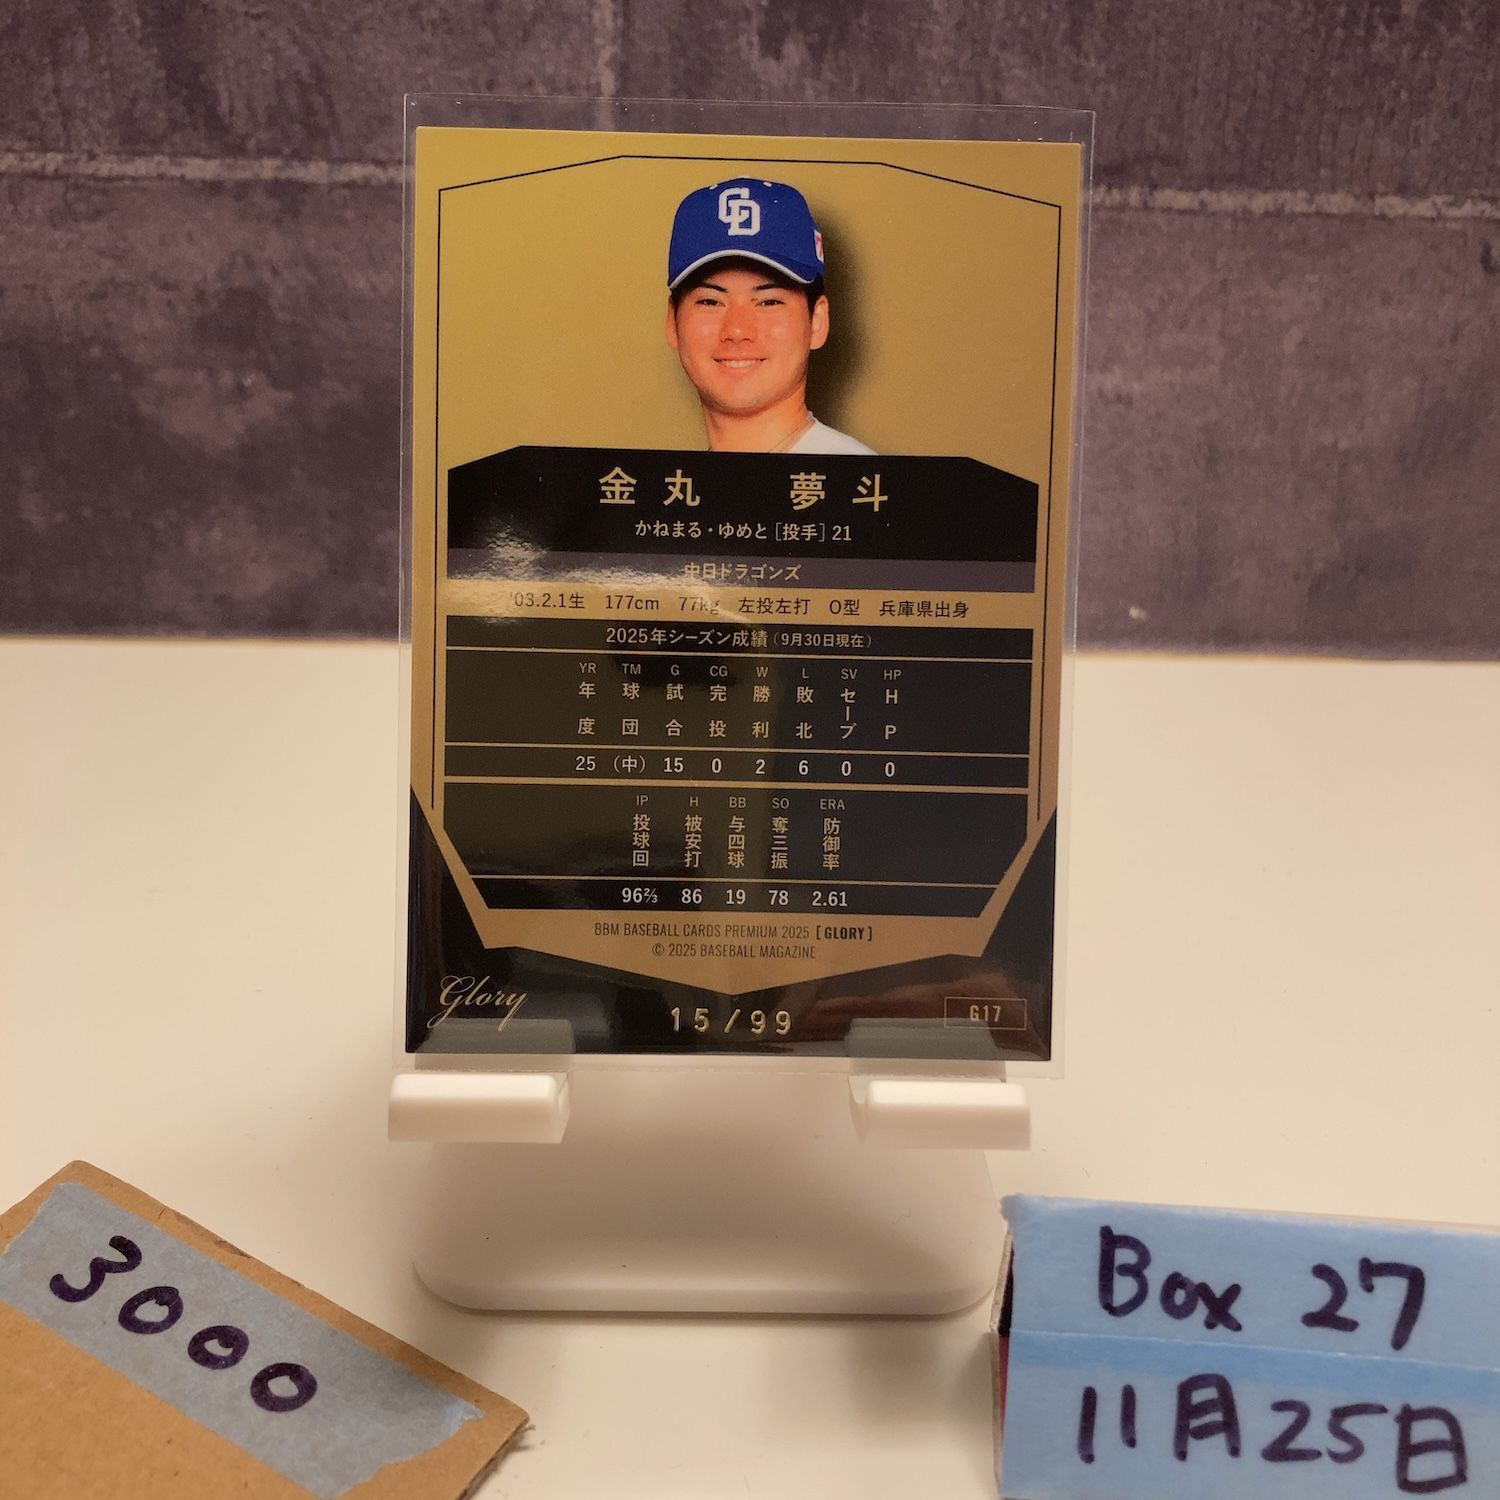 CD
金丸 夢斗
かねまる・ゆめと［投手］21
中日ドラゴンズ
'03.2.1生 177cm 77kg 左投左打 O型 兵庫県出身
2025年シーズン成績（9月30日現在）
YR TM G CG W L SV HP
年度 球団 試合 完投 勝利 敗北 セーブ HP
25 （中） 15 0 2 6 0 0
IP H BB SO ERA
投球回 被安打 与四球 奪三振 防御率
96⅔ 86 19 78 2.61
BBM BASEBALL CARDS PREMIUM 2025 [GLORY]
© 2025 BASEBALL MAGAZINE
Glory
15/99
G17
3000
Box 27
11月25日